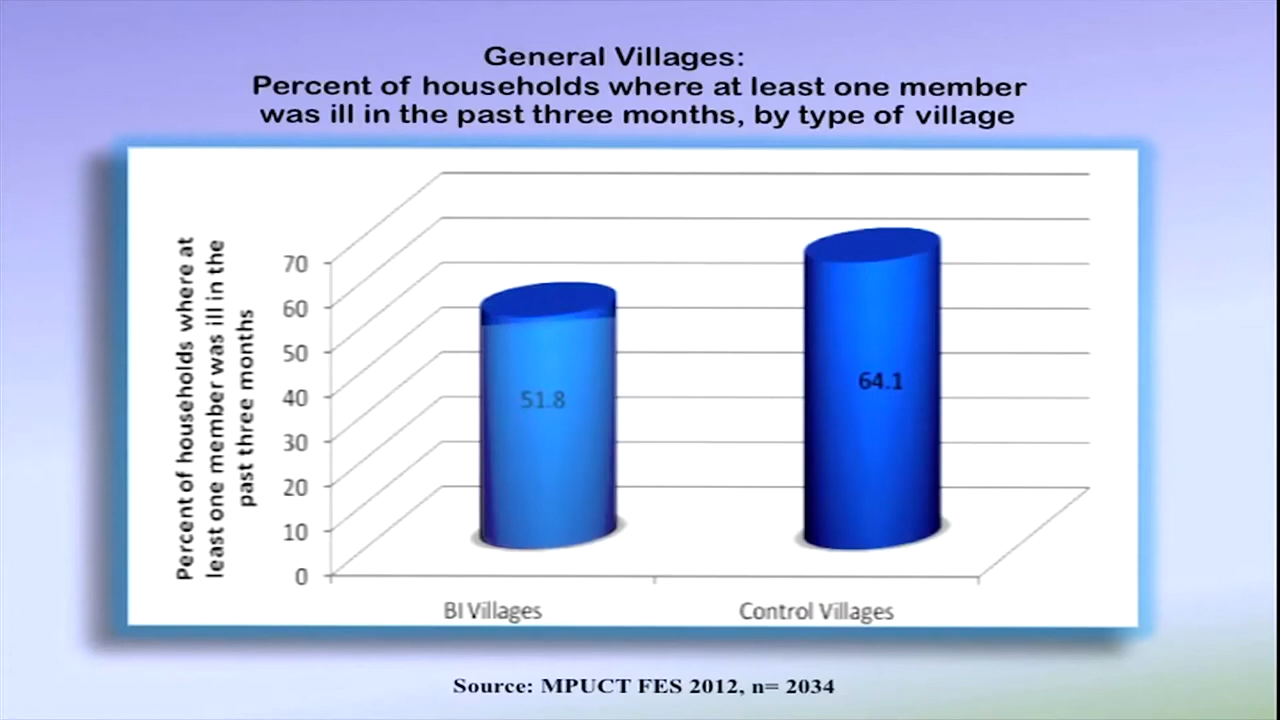 General Villages:
Percent of households where at least one member
was ill in the past three months, by type of village
Percent of households where at
least one member was ill in the
past three months
70
60
50
40
30
20
10
0
51.8
64.1
BI Villages
Control Villages
Source: MPUCT FES 2012, n= 2034